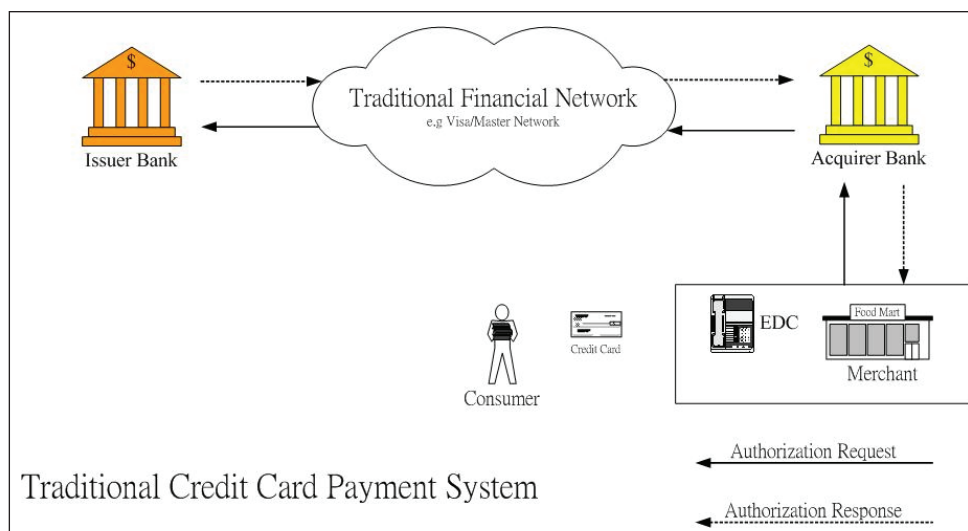 $
$
Traditional Financial Network
e.g Visa/Master Network
Issuer Bank
Acquirer Bank
EDC
Food Mart
Credit Card
Merchant
Consumer
Authorization Request
Traditional Credit Card Payment System
Authorization Response